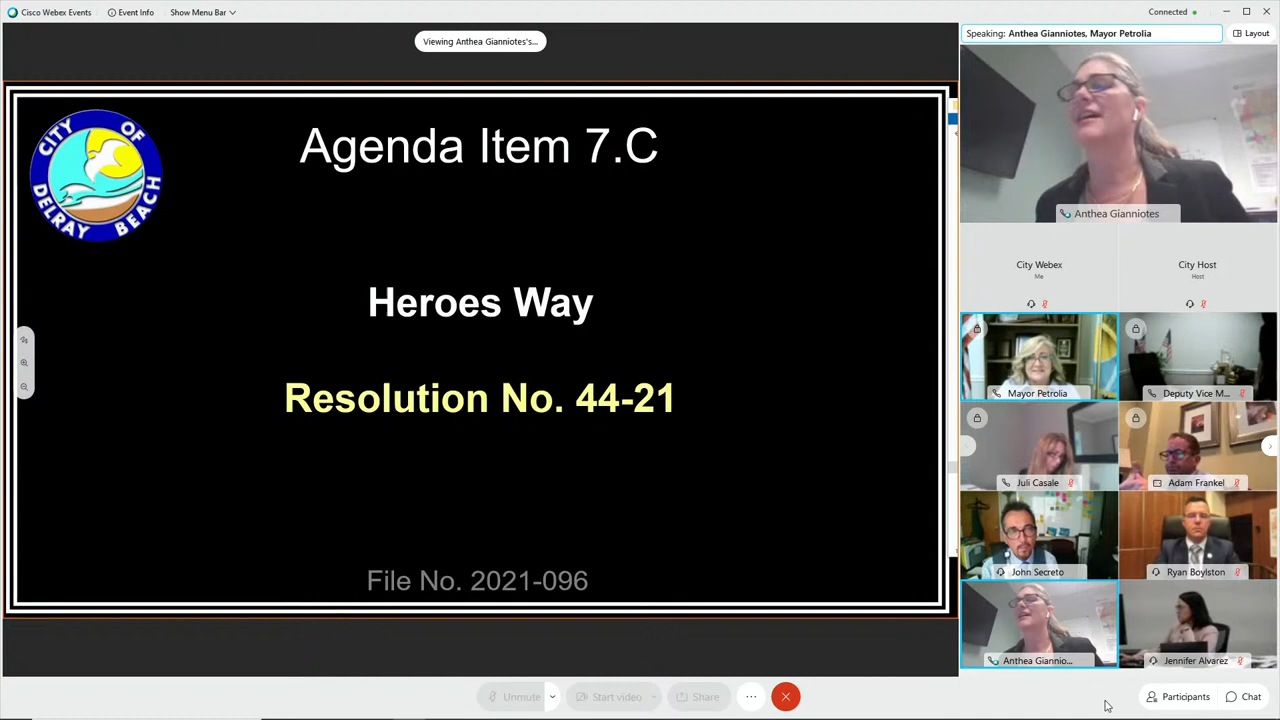 Cisco Webex Events
Event Info
Show Menu Bar
Connected
Viewing Anthea Gianniotes's...
Speaking: Anthea Gianniotes, Mayor Petrolia
Layout
CITY OF
DELRAY BEACH
Agenda Item 7.C
Heroes Way
Resolution No. 44-21
File No. 2021-096
Anthea Gianniotes
City Webex
Me
City Host
Host
Mayor Petrolia
Deputy Vice M...
Juli Casale
Adam Frankel
John Secreto
Ryan Boylston
Anthea Giannio...
Jennifer Alvarez
Unmute
Start video
Share
Participants
Chat